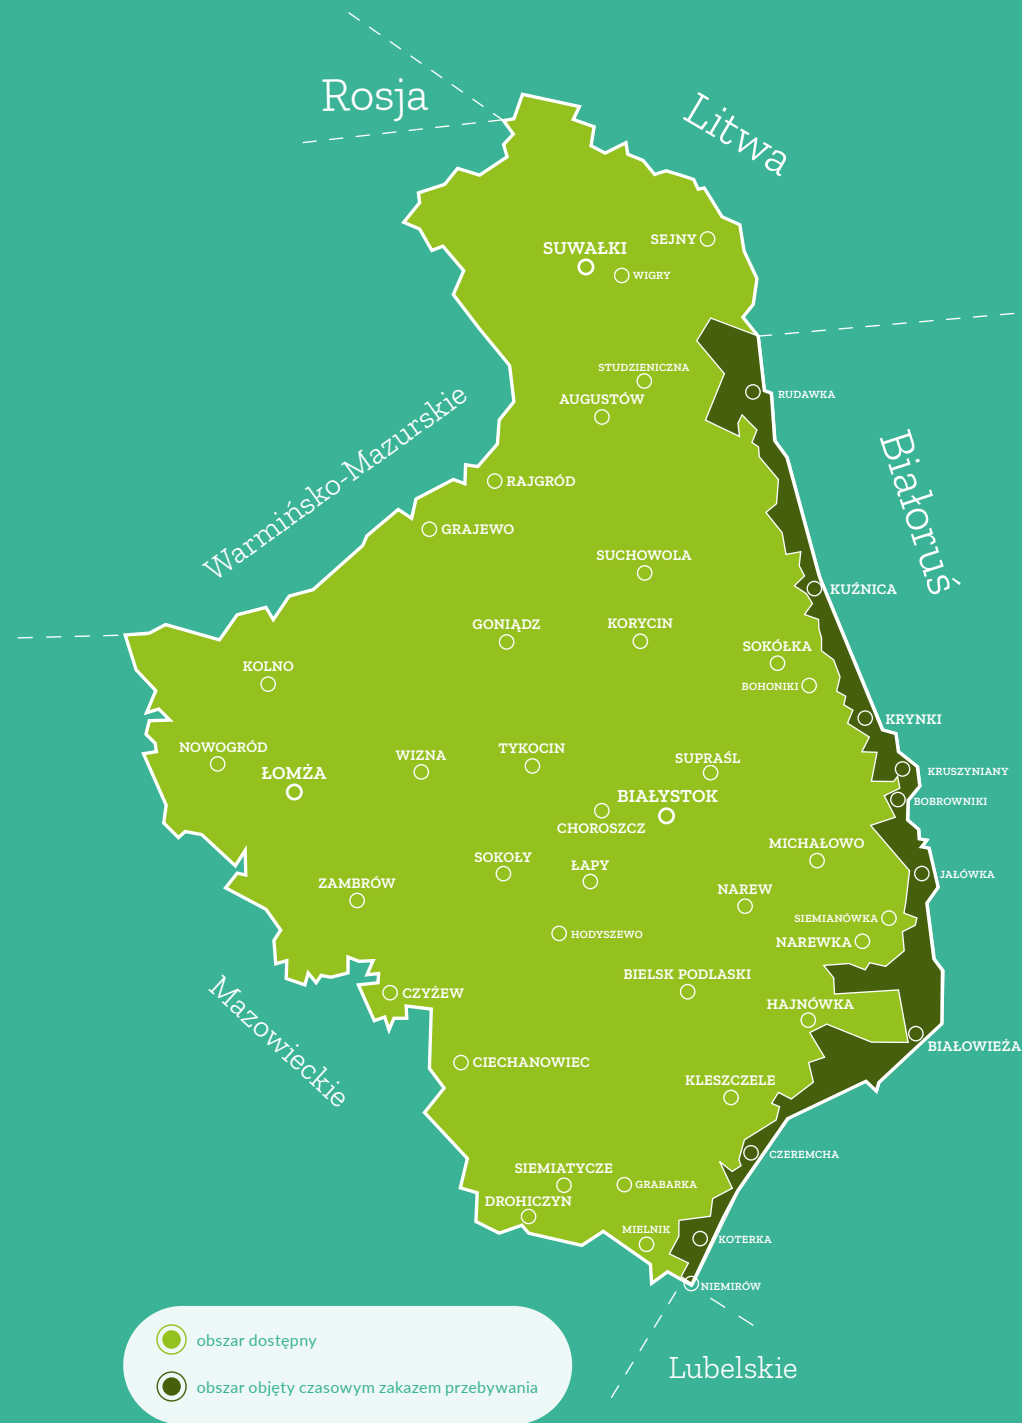 Rosja
Litwa
SEJNY
SUWAŁKI
WIGRY
STUDZIENICZNA
RUDAWKA
AUGUSTÓW
Warmińsko-Mazurskie
Białoruś
RAJGRÓD
GRAJEWO
SUCHOWOLA
KUŹNICA
GONIĄDZ
KORYCIN
SOKÓŁKA
KOLNO
BOHONIKI
KRYNKI
NOWOGRÓD
WIZNA
TYKOCIN
SUPRAŚL
ŁOMŻA
KRUSZYNIANY
BIAŁYSTOK
BOBROWNIKI
CHOROSZCZ
MICHAŁOWO
SOKOŁY
ŁAPY
JAŁÓWKA
ZAMBRÓW
NAREW
SIEMIANÓWKA
HODYSZEWO
NAREWKA
BIELSK PODLASKI
CZYŻEW
HAJNÓWKA
Mazowieckie
BIAŁOWIEŻA
CIECHANOWIEC
KLESZCZELE
CZEREMCHA
SIEMIATYCZE
GRABARKA
DROHICZYN
MIELNIK
KOTERKA
NIEMIRÓW
obszar dostępny
Lubelskie
obszar objęty czasowym zakazem przebywania